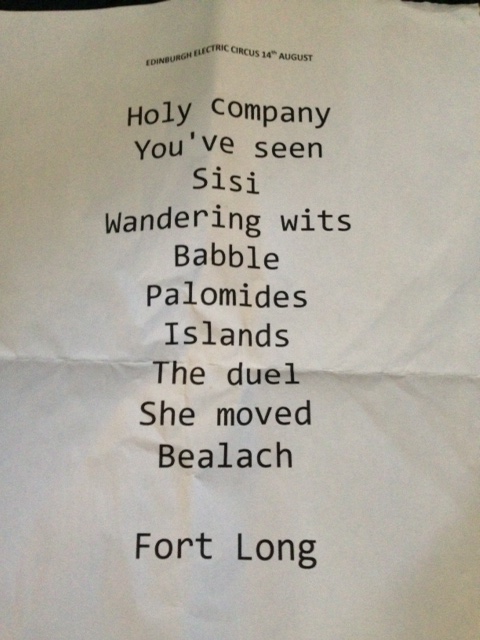 EDINBURGH ELECTRIC CIRCUS 14th AUGUST
Holy company
You've seen
Sisi
Wandering wits
Babble
Palomides
Islands
The duel
She moved
Bealach
Fort Long